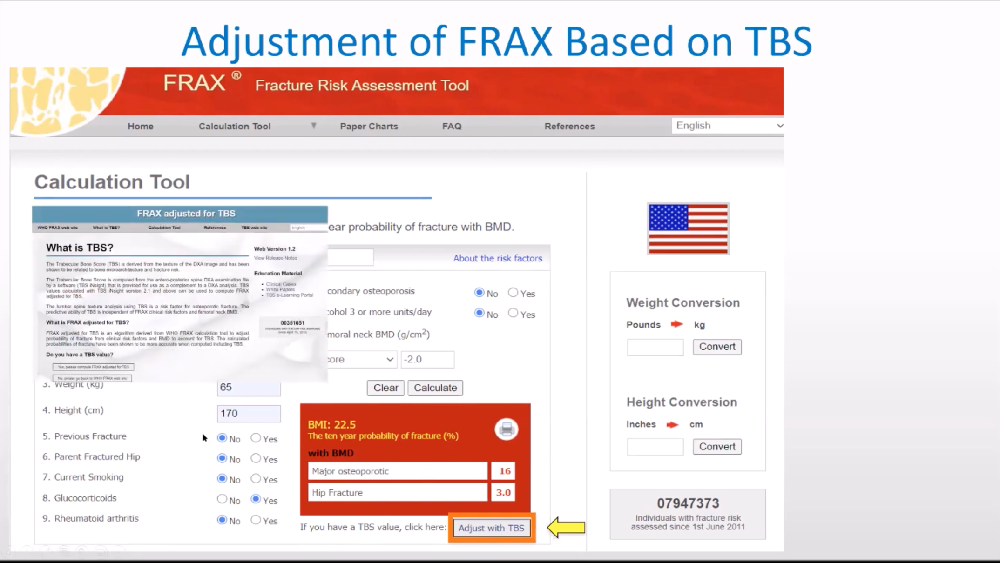 Adjustment of FRAX Based on TBS
FRAX ® Fracture Risk Assessment Tool
Home Calculation Tool ▼ Paper Charts FAQ References English
Calculation Tool
FRAX adjusted for TBS
WHO FRAX web site What is TBS? Calculation Tool References TBS web site English
What is TBS?
The Trabecular Bone Score (TBS) is derived from the texture of the DXA image and has been
shown to be related to bone microarchitecture and fracture risk.
The Trabecular Bone Score is computed from the antero-posterior spine DXA examination file
by a software (TBS iNsight) that is provided for use as a complement to a DXA analysis. TBS
values calculated with TBS iNsight version 2.1 and above can be used to compute FRAX
adjusted for TBS.
The lumbar spine texture analysis using TBS is a risk factor for osteoporotic fracture. The
predictive ability of TBS is independent of FRAX clinical risk factors and femoral neck BMD.
What is FRAX adjusted for TBS?
FRAX adjusted for TBS is an algorithm derived from WHO FRAX calculation tool to adjust
probability of fracture from clinical risk factors and BMD to account for TBS. The calculated
probabilities of fracture have been shown to be more accurate when computed including TBS.
Do you have a TBS value?
Yes, please compute FRAX adjusted for TBS
No, please go back to WHO FRAX web site
Web Version 1.2
View Release Notes
Education Material
• Clinical Cases
• White Papers
• TBS e-Learning Portal
00351651
Individuals with fracture risk assessed
ear probability of fracture with BMD.
About the risk factors
condary osteoporosis No Yes
cohol 3 or more units/day No Yes
moral neck BMD (g/cm²)
core -2.0
Clear Calculate
3. Weight (kg) 65
4. Height (cm) 170
5. Previous Fracture No Yes
6. Parent Fractured Hip No Yes
7. Current Smoking No Yes
8. Glucocorticoids No Yes
9. Rheumatoid arthritis No Yes
BMI: 22.5
The ten year probability of fracture (%)
with BMD
Major osteoporotic 16
Hip Fracture 3.0
If you have a TBS value, click here: Adjust with TBS
Weight Conversion
Pounds kg
Convert
Height Conversion
Inches cm
Convert
07947373
Individuals with fracture risk
assessed since 1st June 2011